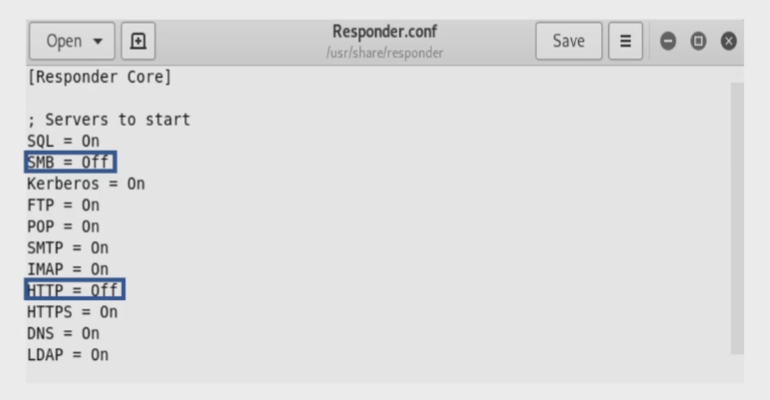 Open
Responder.conf
/usr/share/responder
Save
[Responder Core]
; Servers to start
SQL = On
SMB = Off
Kerberos = On
FTP = On
POP = On
SMTP = On
IMAP = On
HTTP = Off
HTTPS = On
DNS = On
LDAP = On